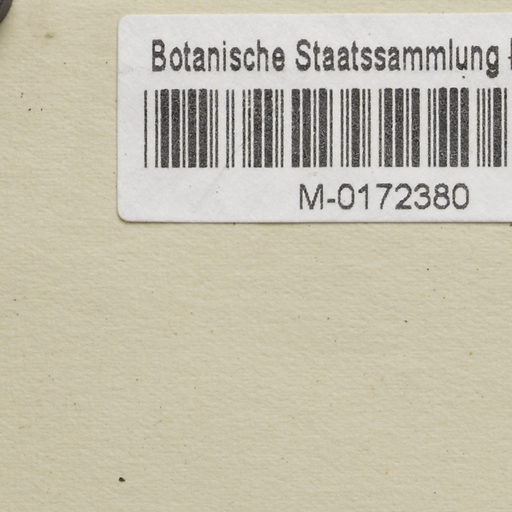 Botanische Staatssammlung
M-0172380